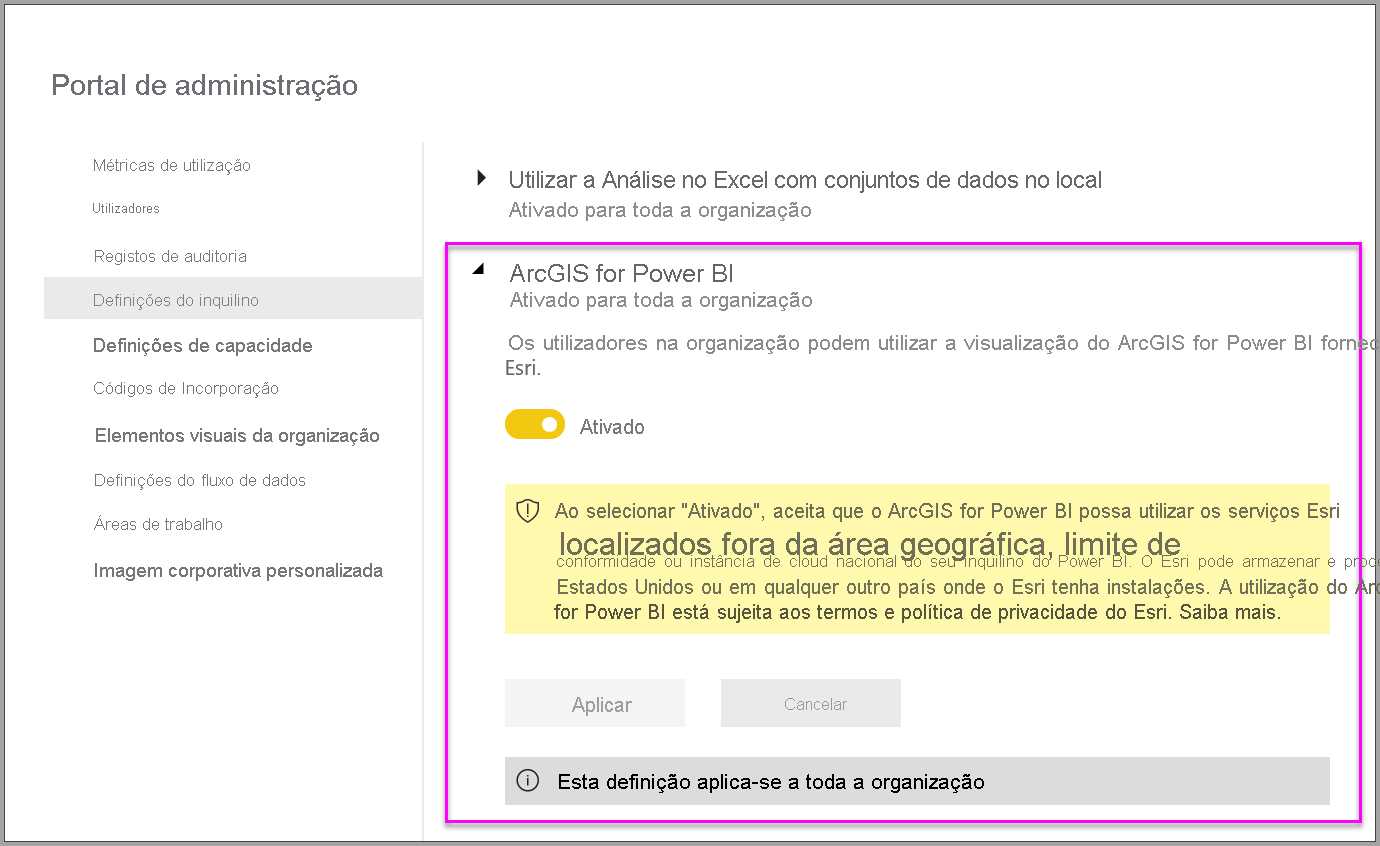 Portal de administração
Métricas de utilização
Utilizadores
Registos de auditoria
Definições do inquilino
Definições de capacidade
Códigos de Incorporação
Elementos visuais da organização
Definições do fluxo de dados
Áreas de trabalho
Imagem corporativa personalizada
Utilizar a Análise no Excel com conjuntos de dados no local
Ativado para toda a organização
ArcGIS for Power BI
Ativado para toda a organização
Os utilizadores na organização podem utilizar a visualização do ArcGIS for Power BI fornec
Esri.
Ativado
Ao selecionar "Ativado", aceita que o ArcGIS for Power BI possa utilizar os serviços Esri
localizados fora da área geográfica, limite de
conformidade ou instância de cloud nacional do seu inquilino do Power BI. O Esri pode armazenar e proce
Estados Unidos ou em qualquer outro país onde o Esri tenha instalações. A utilização do Arc
for Power BI está sujeita aos termos e política de privacidade do Esri. Saiba mais.
Aplicar
Cancelar
Esta definição aplica-se a toda a organização